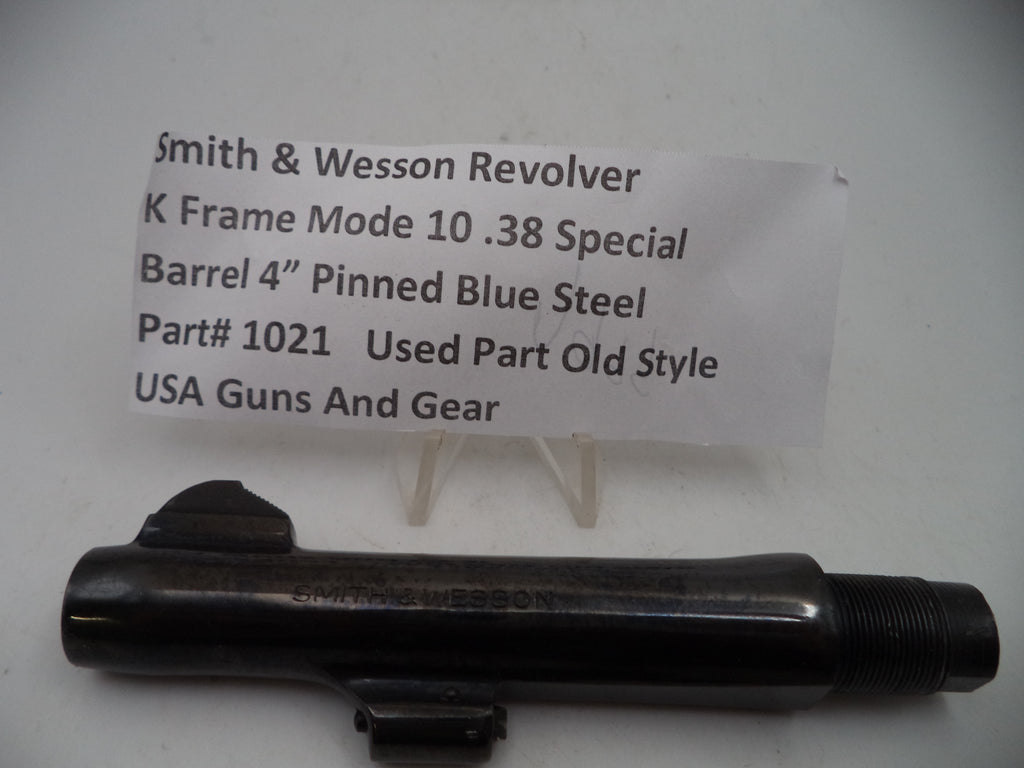 Smith & Wesson Revolver
K Frame Mode 10 .38 Special
Barrel 4” Pinned Blue Steel
Part# 1021 Used Part Old Style
USA Guns And Gear
SMITH & WESSON